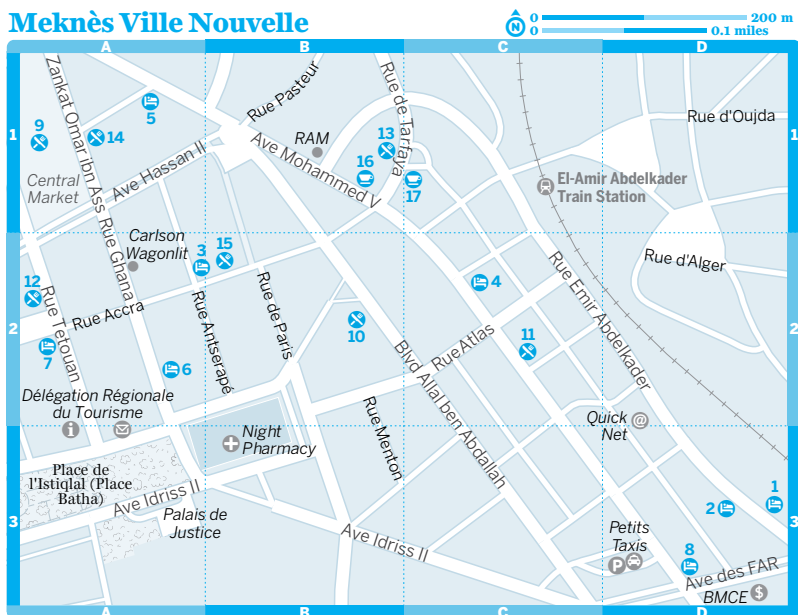 Meknès Ville Nouvelle
N
0 200 m
0 0.1 miles
A B C D
1 1
2 2
3 3
A B C D
Zankat Omar ibn Ass
5
9
14
Central
Market
Ave Hassan II
Rue Pasteur
RAM
Ave Mohammed V
Rue de Tarfaya
13
16
17
Rue d'Oujda
El-Amir Abdelkader
Train Station
Rue Ghana
Carlson
Wagonlit
3
15
12
Rue Tetouan
Rue Accra
7
6
Rue Antserapé
Rue de Paris
10
4
11
Rue Atlas
Rue Emir Abdelkader
Rue d'Alger
Blvd Allal ben Abdallah
Délégation Régionale
du Tourisme
i
Night
Pharmacy
Rue Menton
Quick
Net
@
Place de
l'Istiqlal (Place
Batha)
Ave Idriss II
Palais de
Justice
Ave Idriss II
1
2
Petits
Taxis
P
8
Ave des FAR
BMCE
$